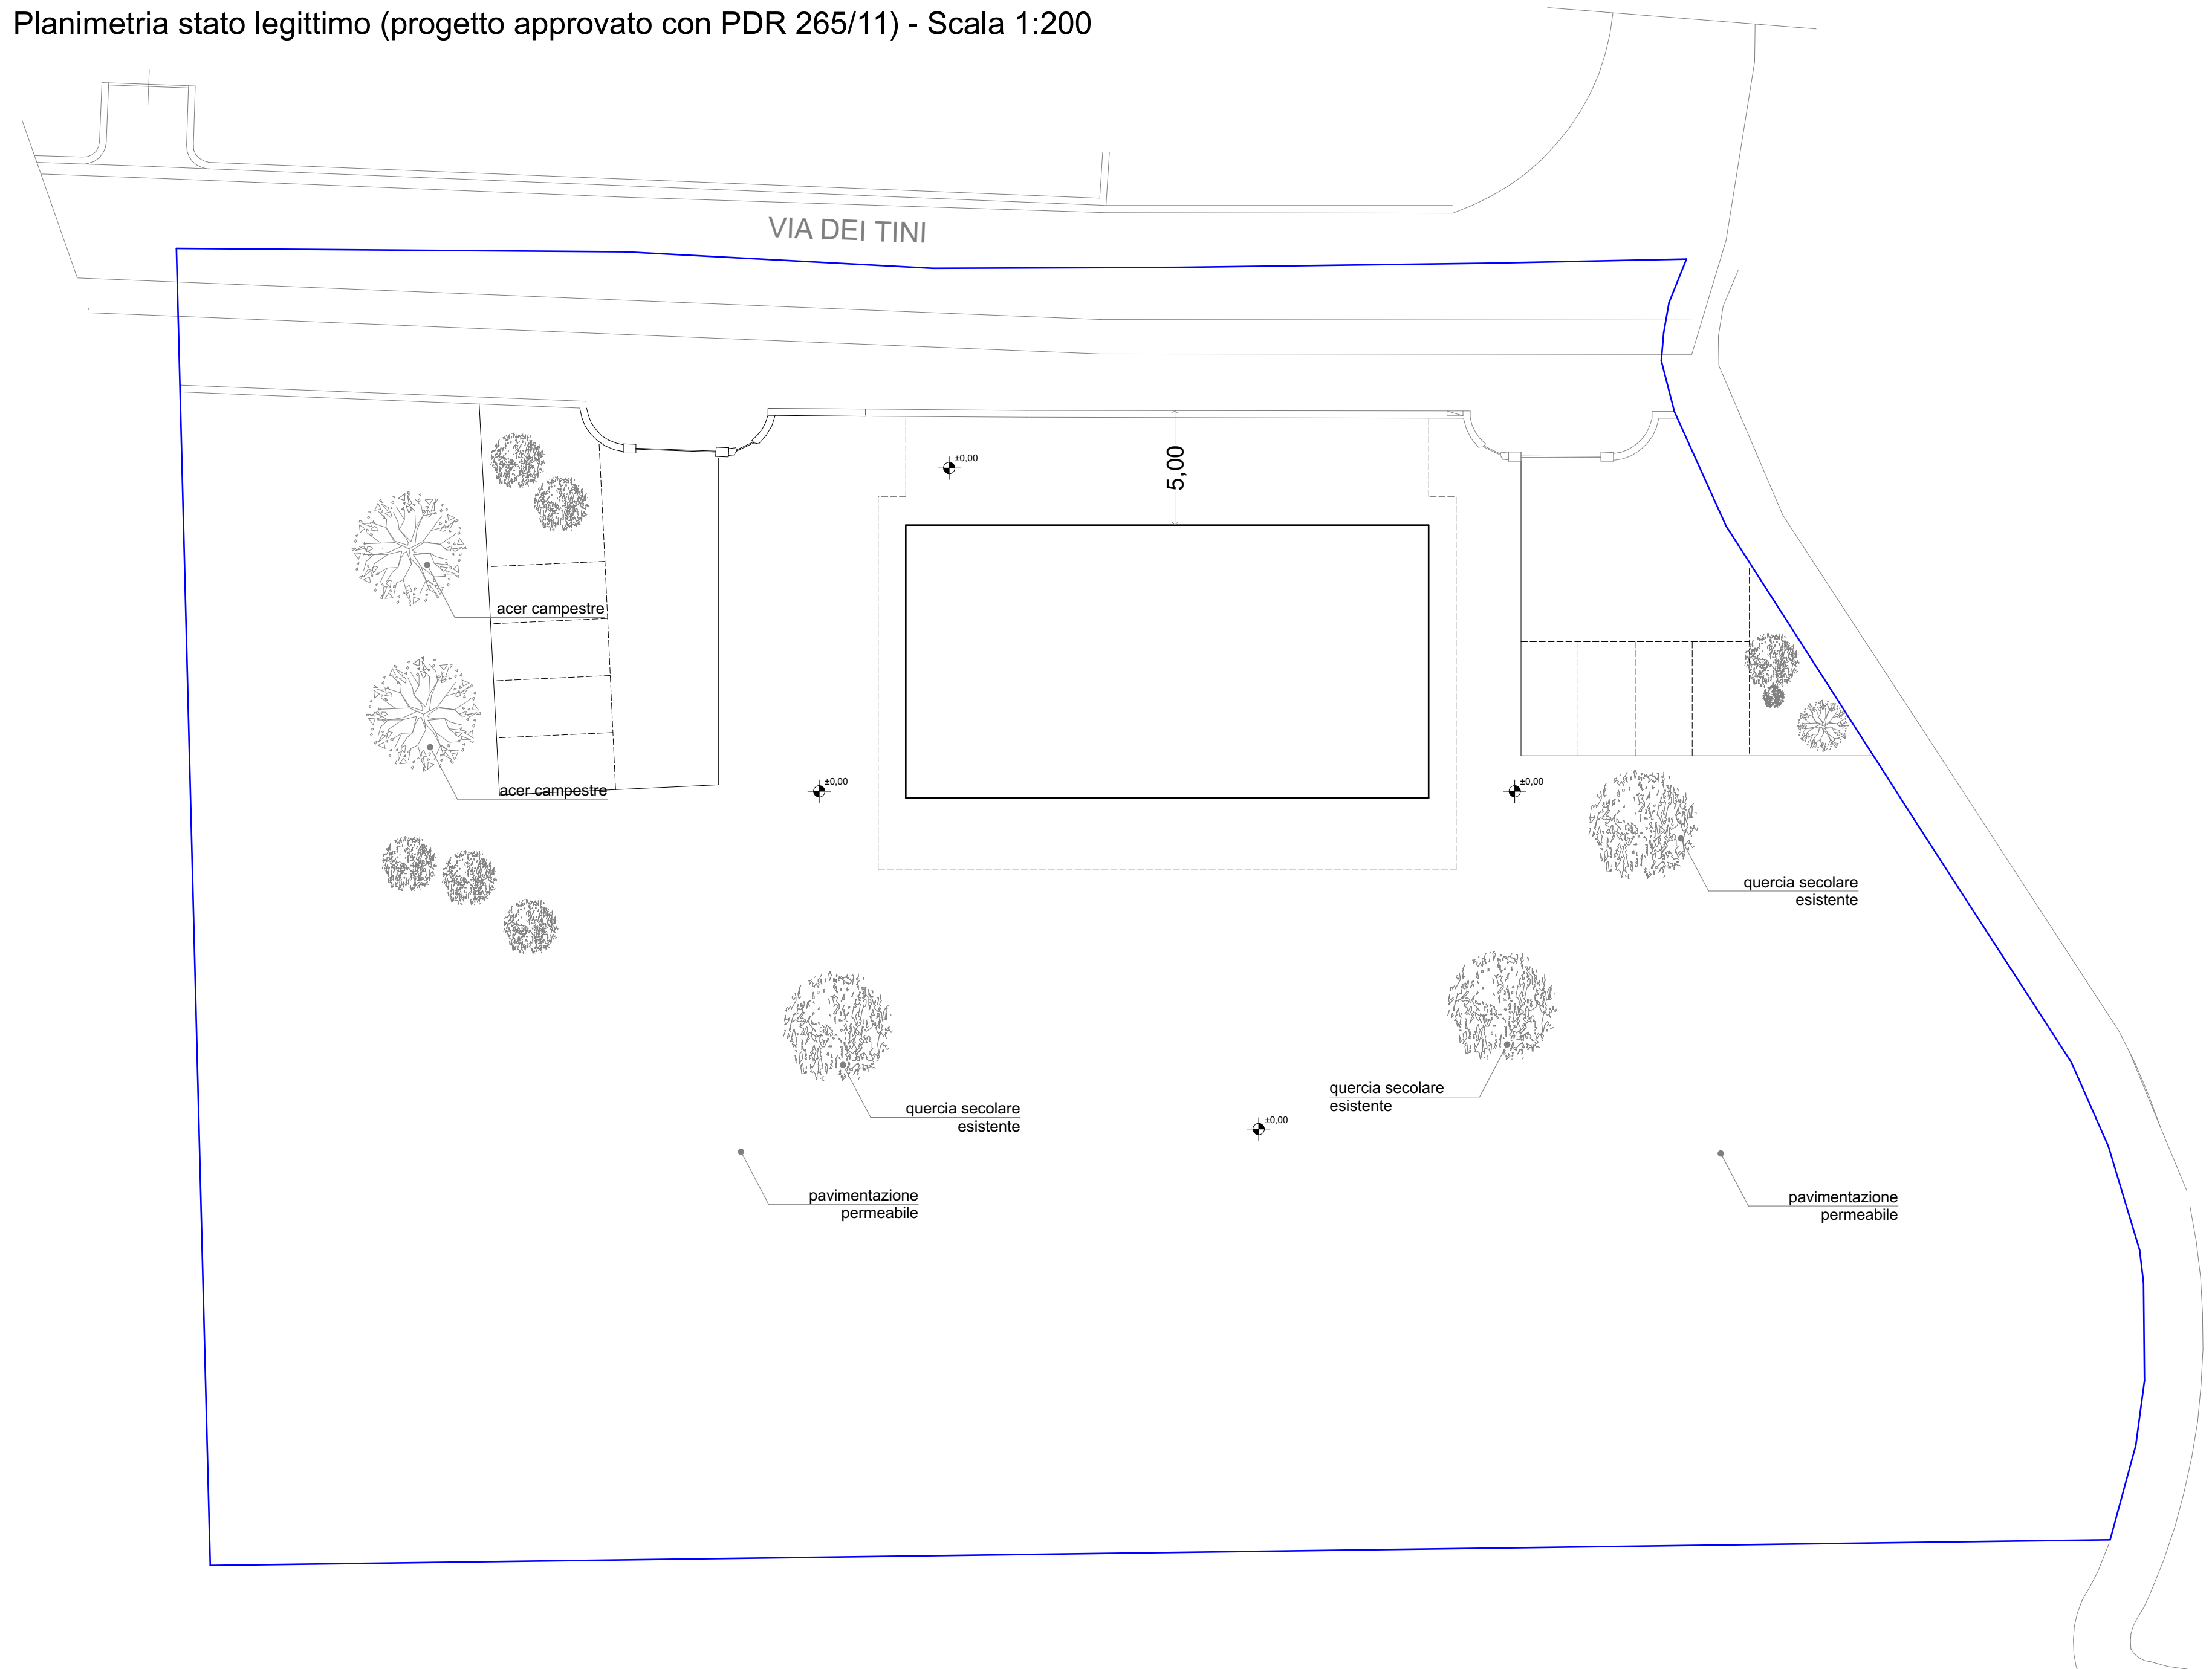 Planimetria stato legittimo (progetto approvato con PDR 265/11) - Scala 1:200
VIA DEI TINI
±0,00
5,00
acer campestre
acer campestre
±0,00
±0,00
quercia secolare
esistente
quercia secolare
esistente
quercia secolare
esistente
±0,00
pavimentazione
permeabile
pavimentazione
permeabile